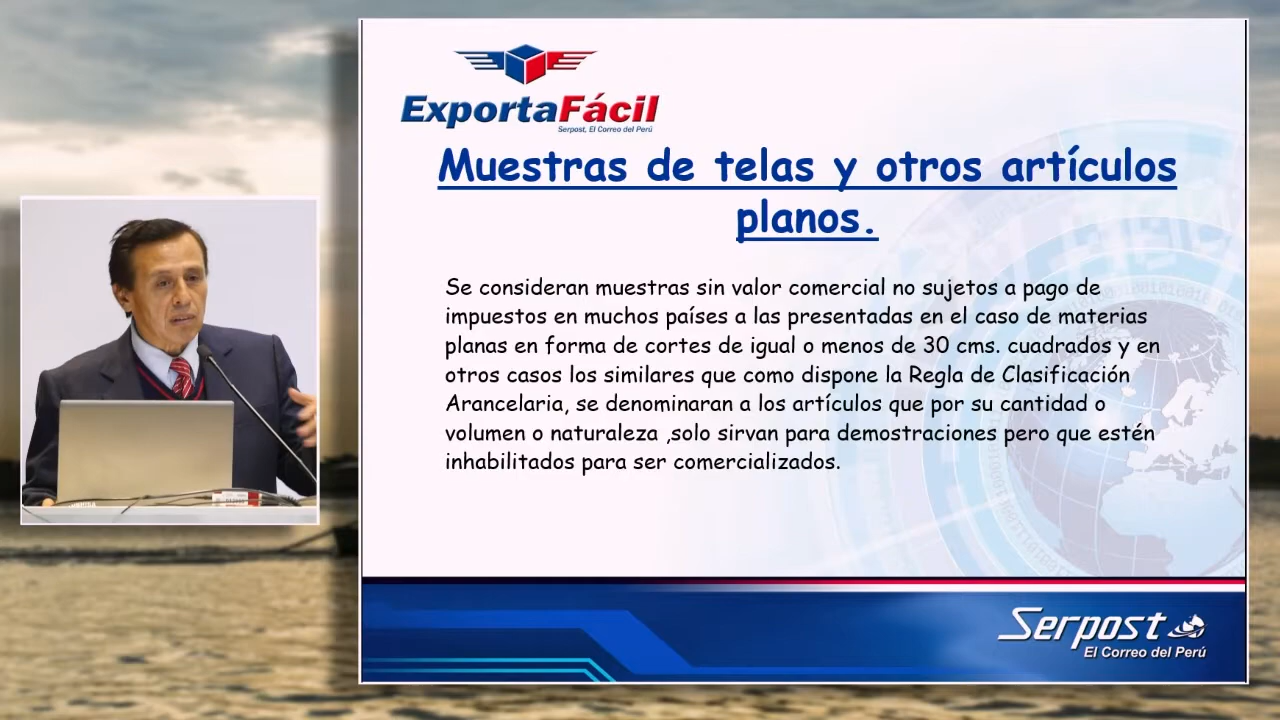 ExportaFácil
Serpost, El Correo del Perú
Muestras de telas y otros artículos
planos.
Se consideran muestras sin valor comercial no sujetos a pago de
impuestos en muchos países a las presentadas en el caso de materias
planas en forma de cortes de igual o menos de 30 cms. cuadrados y en
otros casos los similares que como dispone la Regla de Clasificación
Arancelaria, se denominaran a los artículos que por su cantidad o
volumen o naturaleza ,solo sirvan para demostraciones pero que estén
inhabilitados para ser comercializados.
Serpost
El Correo del Perú